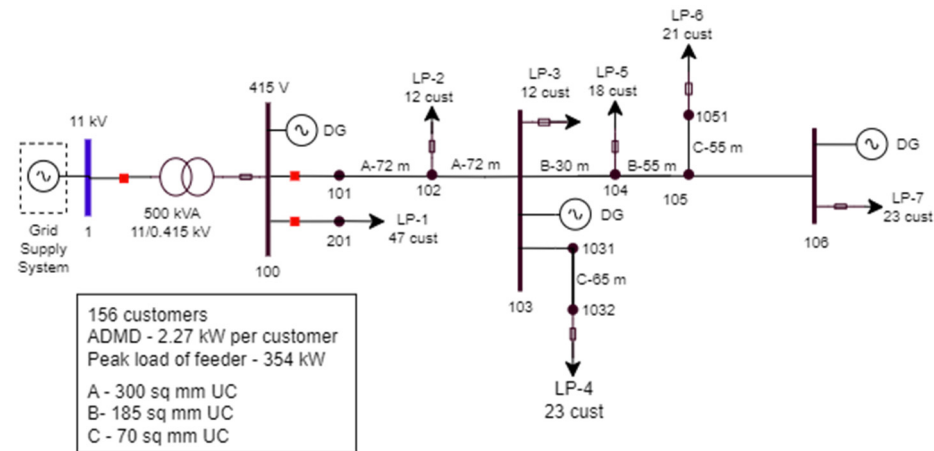 LP-6
21 cust
LP-2
12 cust
LP-3
12 cust
LP-5
18 cust
415 V
11 kV
DG
1051
DG
A-72 m
A-72 m
B-30 m
B-55 m
C-55 m
101
102
104
105
500 kVA
11/0.415 kV
Grid
Supply
System
1
LP-1
47 cust
201
100
DG
LP-7
23 cust
106
1031
C-65 m
103
1032
LP-4
23 cust
156 customers
ADMD - 2.27 kW per customer
Peak load of feeder - 354 kW
A - 300 sq mm UC
B- 185 sq mm UC
C - 70 sq mm UC